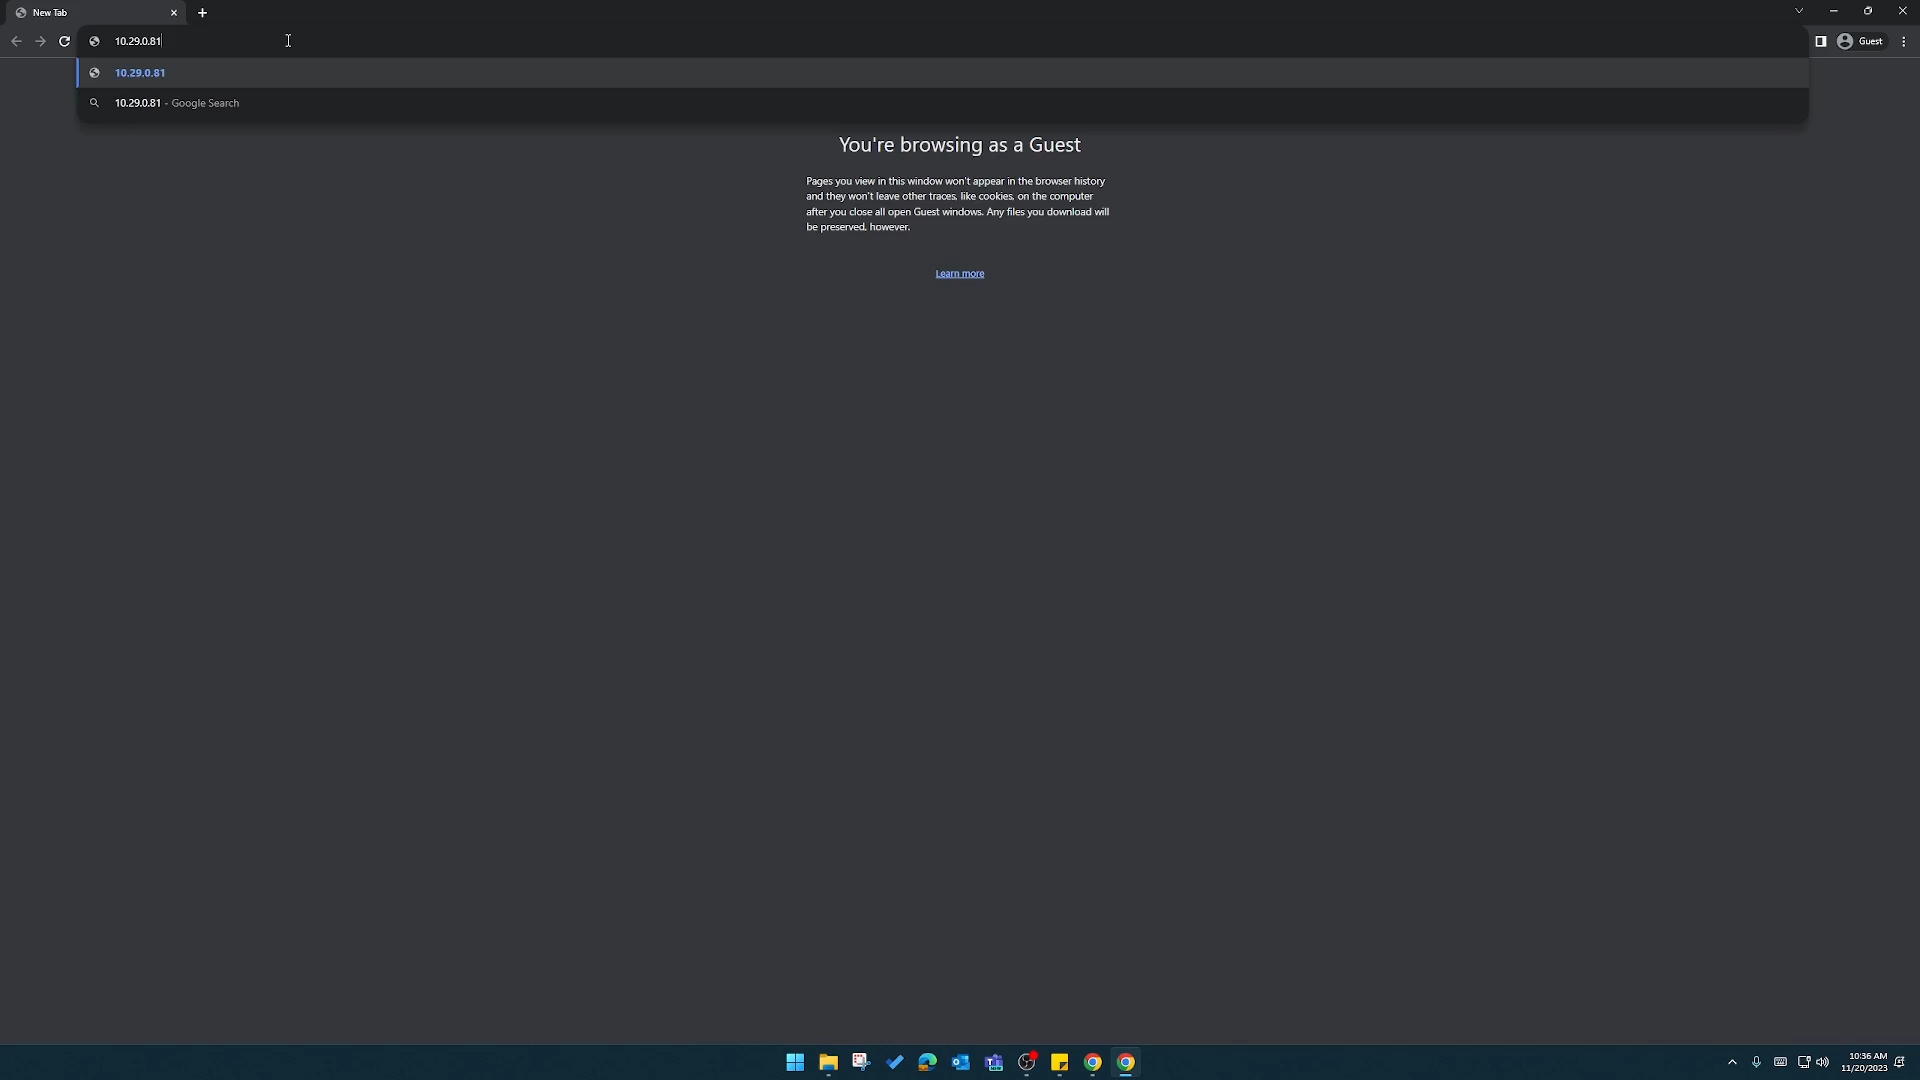 New Tab
10.29.0.81
Guest
10.29.0.81
10.29.0.81 - Google Search
You're browsing as a Guest
Pages you view in this window won't appear in the browser history
and they won't leave other traces, like cookies, on the computer
after you close all open Guest windows. Any files you download will
be preserved, however.
Learn more
10:36 AM
11/20/2023